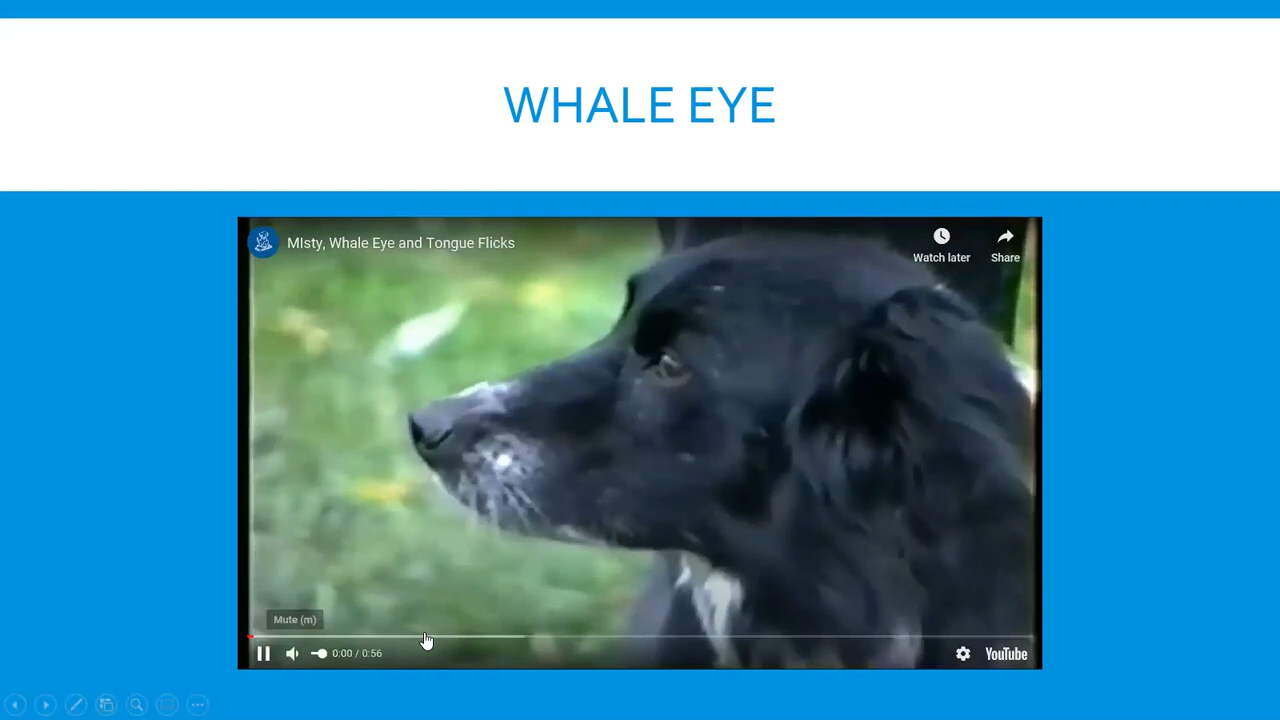 WHALE EYE
MIsty, Whale Eye and Tongue Flicks
Watch later
Share
Mute (m)
0:00 / 0:56
YouTube